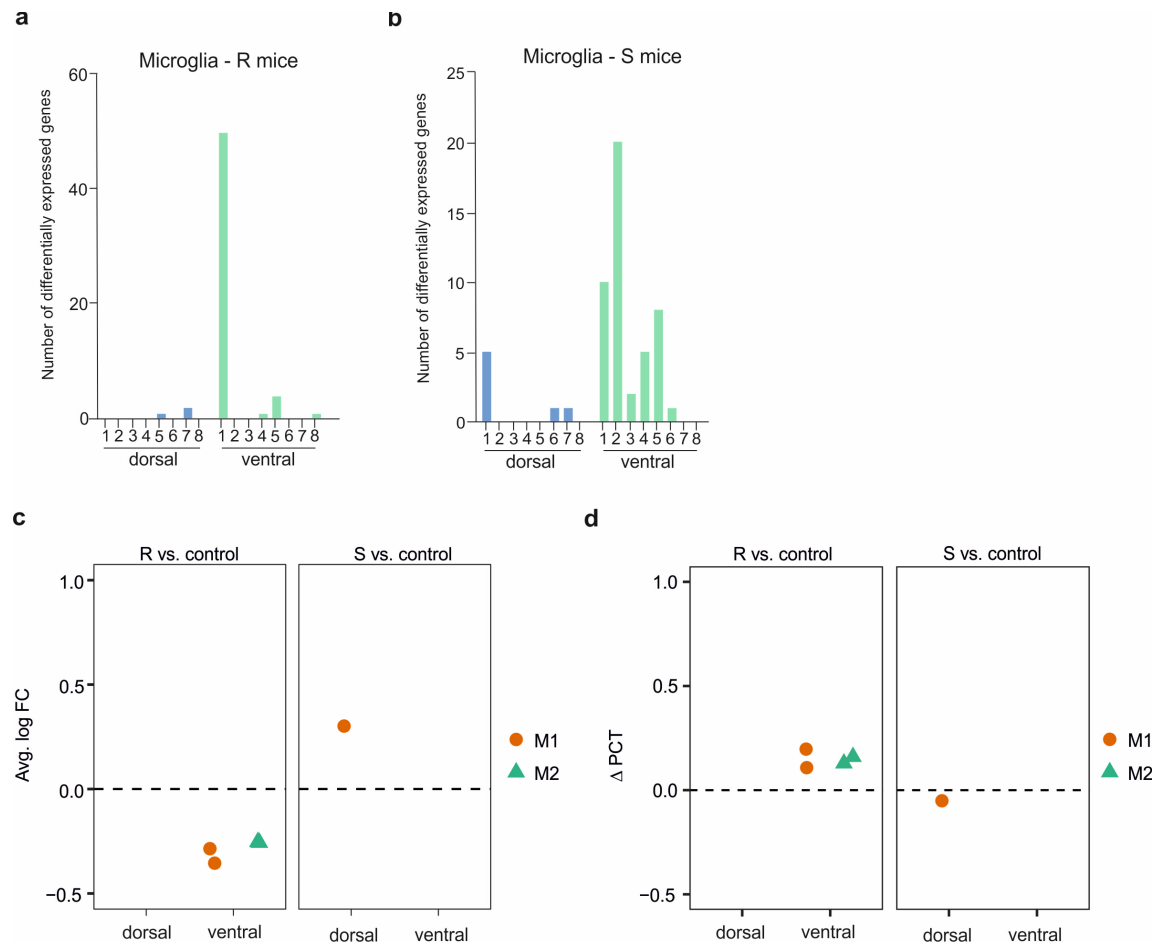 a
Microglia - R mice
Number of differentially expressed genes
60
40
20
0
1 2 3 4 5 6 7 8 1 2 3 4 5 6 7 8
dorsal ventral
b
Microglia - S mice
Number of differentially expressed genes
25
20
15
10
5
0
1 2 3 4 5 6 7 8 1 2 3 4 5 6 7 8
dorsal ventral
c
R vs. control S vs. control
Avg. log FC
1.0
0.5
0.0
−0.5
dorsal ventral dorsal ventral
M1
M2
d
R vs. control S vs. control
Δ PCT
1.0
0.5
0.0
−0.5
dorsal ventral dorsal ventral
M1
M2